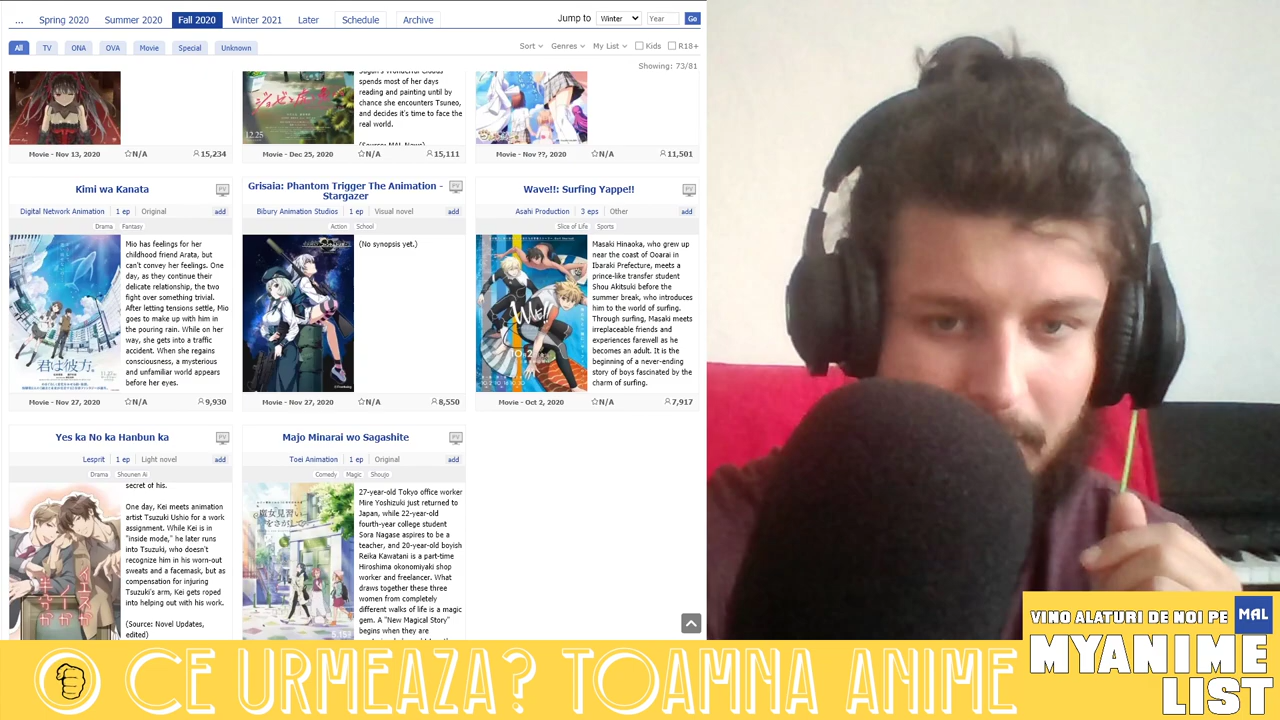 ... Spring 2020 Summer 2020 Fall 2020 Winter 2021 Later Schedule Archive Jump to Winter Year Go
All TV ONA OVA Movie Special Unknown Sort Genres My List Kids R18+
Showing: 73/81
Movie - Nov 13, 2020 N/A 15,234
spends most of her days
reading and painting until by
chance she encounters Tsuneo,
and decides it's time to face the
real world.
12.25
Movie - Dec 25, 2020 N/A 15,111
Movie - Nov ??, 2020 N/A 11,501
Kimi wa Kanata
PV
Digital Network Animation 1 ep Original add
Drama Fantasy
君は彼方
Mio has feelings for her
childhood friend Arata, but
can't convey her feelings. One
day, as they continue their
delicate relationship, the two
fight over something trivial.
After letting tensions settle, Mio
goes to make up with him in
the pouring rain. While on her
way, she gets into a traffic
accident. When she regains
consciousness, a mysterious
and unfamiliar world appears
before her eyes.
Movie - Nov 27, 2020 N/A 9,930
Grisaia: Phantom Trigger The Animation -
Stargazer
PV
Bibury Animation Studios 1 ep Visual novel add
Action School
(No synopsis yet.)
Movie - Nov 27, 2020 N/A 8,550
Wave!!: Surfing Yappe!!
PV
Asahi Production 3 eps Other add
Slice of Life Sports
Masaki Hinaoka, who grew up
near the coast of Ooarai in
Ibaraki Prefecture, meets a
prince-like transfer student
Shou Akitsuki before the
summer break, who introduces
him to the world of surfing.
Through surfing, Masaki meets
irreplaceable friends and
experiences farewell as he
becomes an adult. It is the
beginning of a never-ending
story of boys fascinated by the
charm of surfing.
Movie - Oct 2, 2020 N/A 7,917
Yes ka No ka Hanbun ka
PV
Lesprit 1 ep Light novel add
Drama Shounen Ai
secret of his.
One day, Kei meets animation
artist Tsuzuki Ushio for a work
assignment. While Kei is in
"inside mode," he later runs
into Tsuzuki, who doesn't
recognize him in his worn-out
sweats and a facemask, but as
compensation for injuring
Tsuzuki's arm, Kei gets roped
into helping out with his work.
(Source: Novel Updates,
edited)
Majo Minarai wo Sagashite
PV
Toei Animation 1 ep Original add
Comedy Magic Shoujo
魔女見習い
をさがして
27-year-old Tokyo office worker
Mire Yoshizuki just returned to
Japan, while 22-year-old
fourth-year college student
Sora Nagase aspires to be a
teacher, and 20-year-old boyish
Reika Kawatani is a part-time
Hiroshima okonomiyaki shop
worker and freelancer. What
draws together these three
women from completely
different walks of life is a magic
gem. A "New Magical Story"
begins when they are
CE URMEAZA? TOAMNA ANIME
VINO ALATURI DE NOI PE MAL
MYANIME
LIST